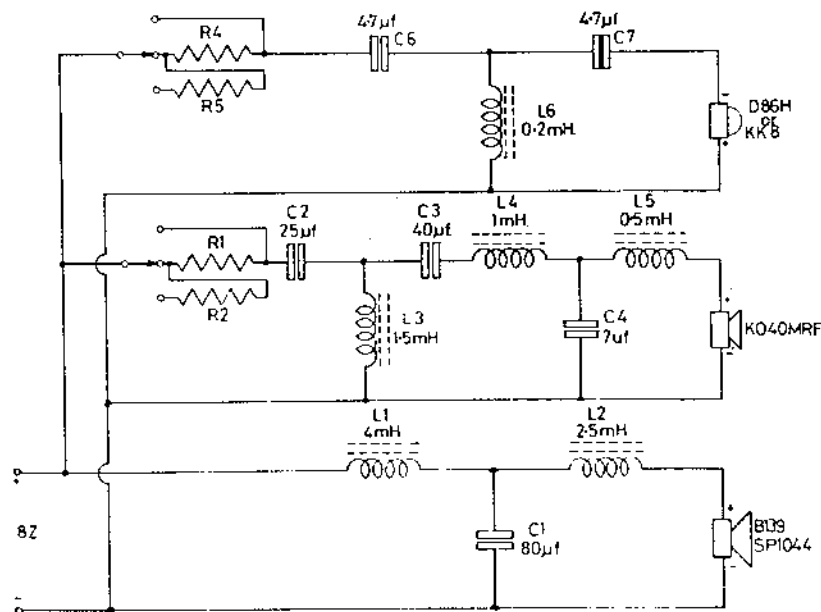 R4
R5
4·7µf
C6
4·7µf
C7
L6
0·2mH
D86H
or
KK8
R1
R2
C2
25µf
C3
40µf
L4
1mH
L5
0·5mH
L3
1·5mH
C4
7uf
+
KO40MRF
-
L1
4mH
L2
2·5mH
+
8Z
-
C1
80µf
+
B139
SP1044
-